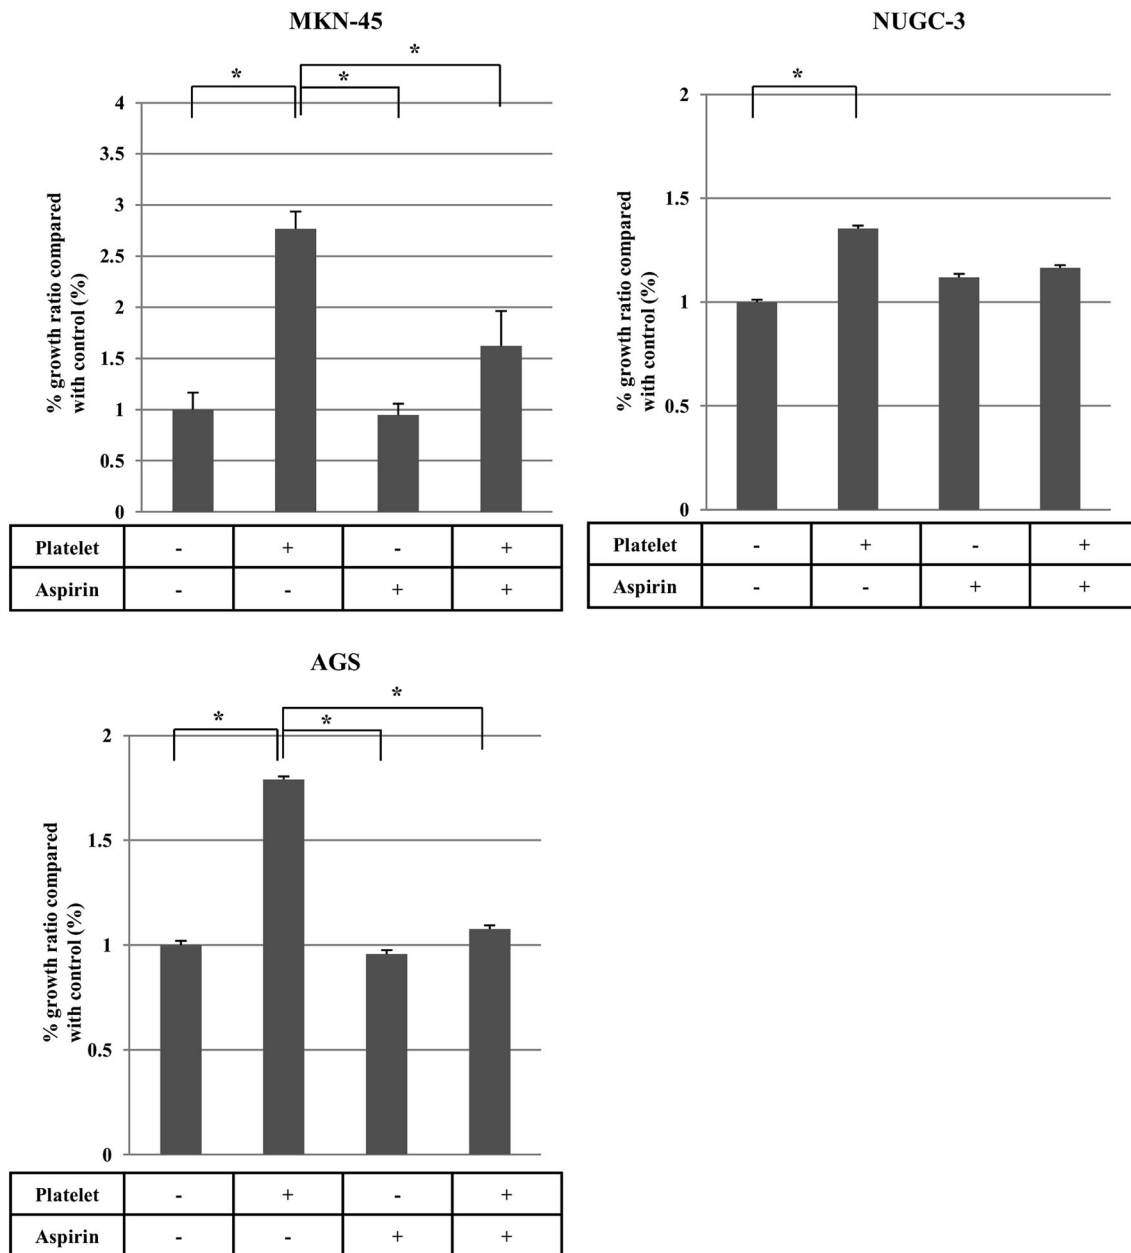 MKN-45
*
*
*
4
3.5
3
2.5
2
1.5
1
0.5
0
% growth ratio compared
with control (%)
Platelet - + - +
Aspirin - - + +
NUGC-3
*
2
1.5
1
0.5
0
% growth ratio compared
with control (%)
Platelet - + - +
Aspirin - - + +
AGS
*
*
*
2
1.5
1
0.5
0
% growth ratio compared
with control (%)
Platelet - + - +
Aspirin - - + +